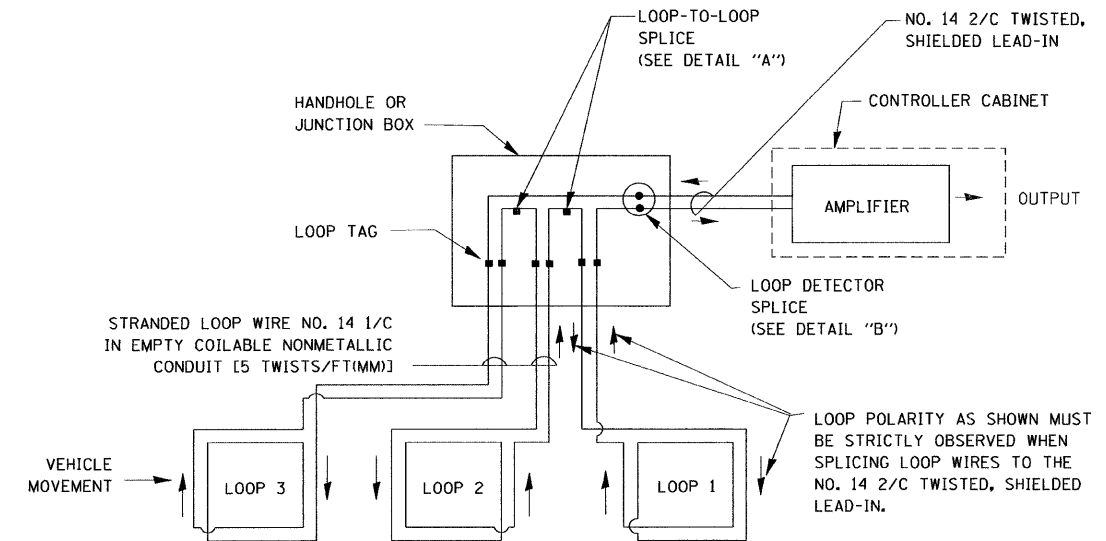 LOOP-TO-LOOP
SPLICE
(SEE DETAIL "A")
NO. 14 2/C TWISTED,
SHIELDED LEAD-IN
HANDHOLE OR
JUNCTION BOX
CONTROLLER CABINET
AMPLIFIER
OUTPUT
LOOP TAG
LOOP DETECTOR
SPLICE
(SEE DETAIL "B")
STRANDED LOOP WIRE NO. 14 1/C
IN EMPTY COILABLE NONMETALLIC
CONDUIT [5 TWISTS/FT(MM)]
LOOP POLARITY AS SHOWN MUST
BE STRICTLY OBSERVED WHEN
SPLICING LOOP WIRES TO THE
NO. 14 2/C TWISTED, SHIELDED
LEAD-IN.
VEHICLE
MOVEMENT
LOOP 3
LOOP 2
LOOP 1